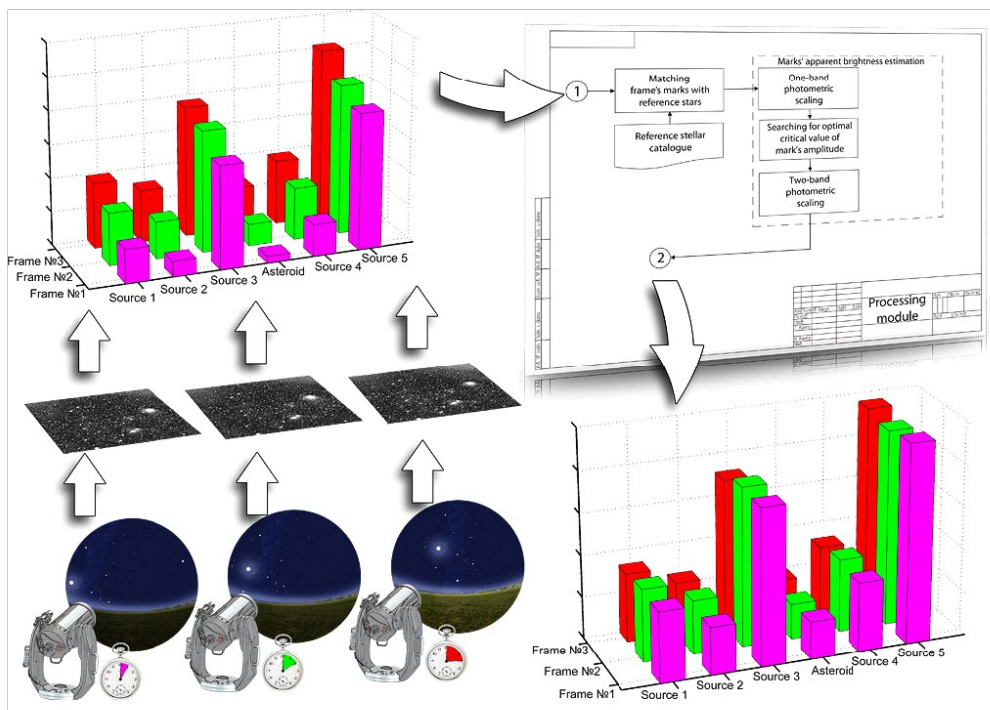 Frame №3
Frame №2
Frame №1
Source 1
Source 2
Source 3
Asteroid
Source 4
Source 5
1
Matching
frame's marks with
reference stars
Reference stellar
catalogue
Marks' apparent brightness estimation
One-band
photometric
scaling
Searching for optimal
critical value of
mark's amplitude
Two-band
photometric
scaling
2
Processing
module
Frame №3
Frame №2
Frame №1
Source 1
Source 2
Source 3
Asteroid
Source 4
Source 5